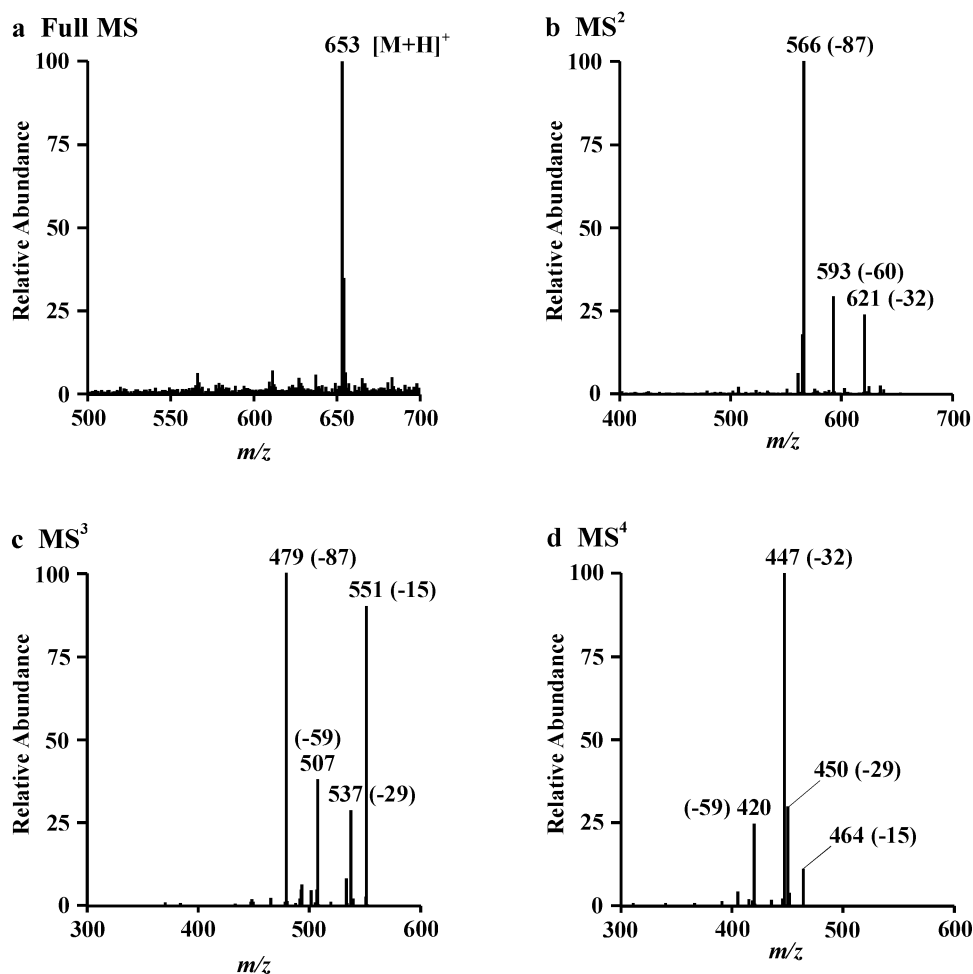 a Full MS
653 [M+H]⁺
100
75
50
25
0
Relative Abundance
500 550 600 650 700
m/z
b MS²
566 (-87)
593 (-60)
621 (-32)
100
75
50
25
0
Relative Abundance
400 500 600 700
m/z
c MS³
479 (-87)
551 (-15)
(-59)
507
537 (-29)
100
75
50
25
0
Relative Abundance
300 400 500 600
m/z
d MS⁴
447 (-32)
450 (-29)
(-59) 420
464 (-15)
100
75
50
25
0
Relative Abundance
300 400 500 600
m/z